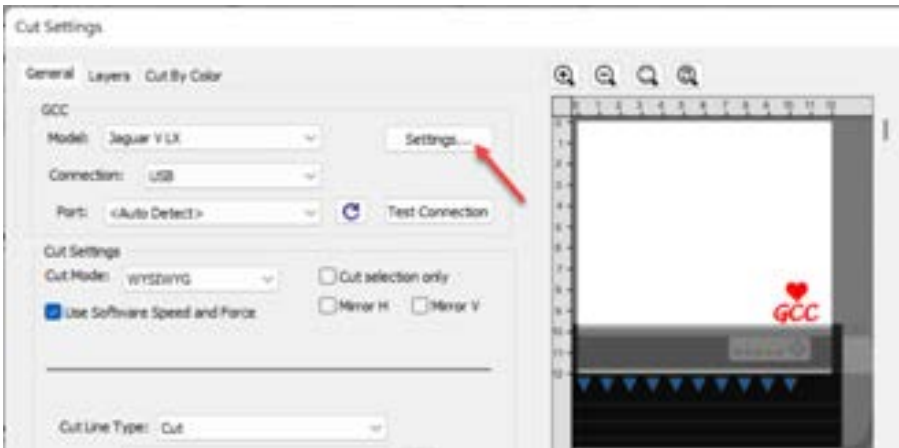 Cut Settings
General Layers Cut By Color
GCC
Model: Jaguar V LX
Settings...
Connection: USB
Port: <Auto Detect>
Test Connection
Cut Settings
Cut Mode: WYSIWYG
Cut selection only
Use Software Speed and Force
Mirror H Mirror V
Cut Line Type: Cut
GCC